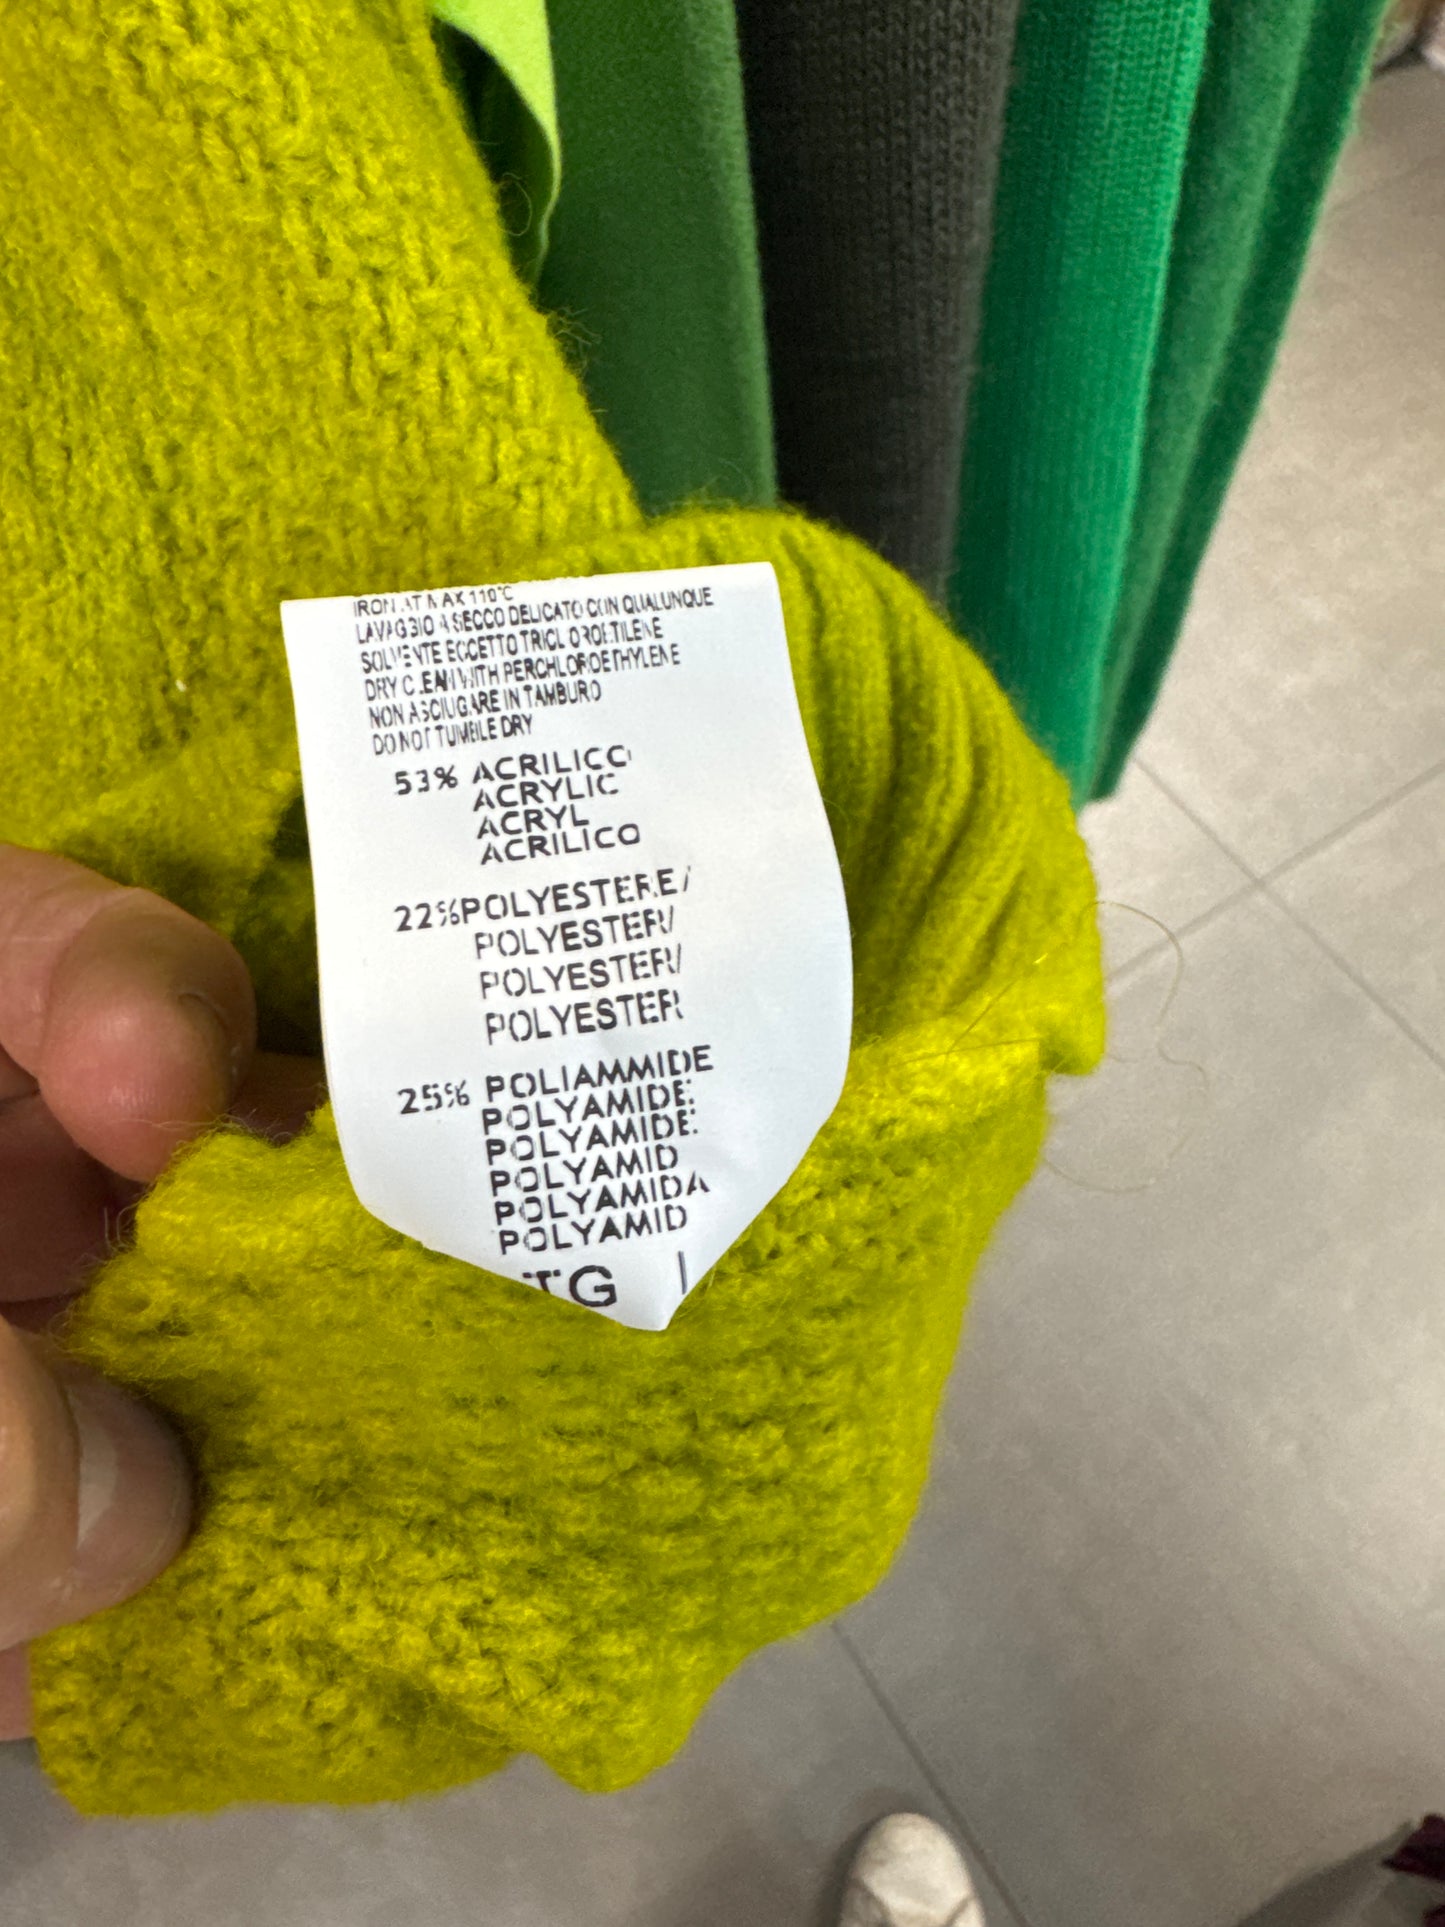 IRON AT MAX 110°C
LAVAGGIO A SECCO DELICATO CON QUALUNQUE
SOLVENTE ECCETTO TRICLOROETILENE
DRY CLEAN WITH PERCHLOROETHYLENE
NON ASCIUGARE IN TAMBURO
DO NOT TUMBLE DRY
53% ACRILICO
ACRYLIC
ACRYL
ACRILICO
22%POLYESTERE/
POLYESTER/
POLYESTER/
POLYESTER
25% POLIAMMIDE
POLYAMIDE
POLYAMIDE
POLYAMID
POLYAMIDA
POLYAMID
TG